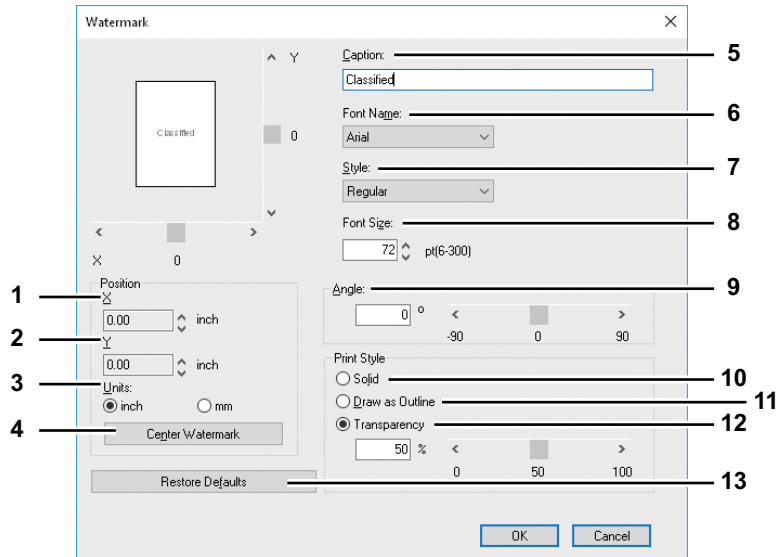 Watermark
Y
Classified
0
X 0
Position
1 X
0.00 inch
2 Y
0.00 inch
3 Units:
inch mm
4 Center Watermark
Restore Defaults 13
Caption: 5
Classified
Font Name: 6
Arial
Style: 7
Regular
Font Size: 8
72 pt(6-300)
Angle: 9
0 °
-90 0 90
Print Style
Solid 10
Draw as Outline 11
Transparency 12
50 %
0 50 100
OK Cancel